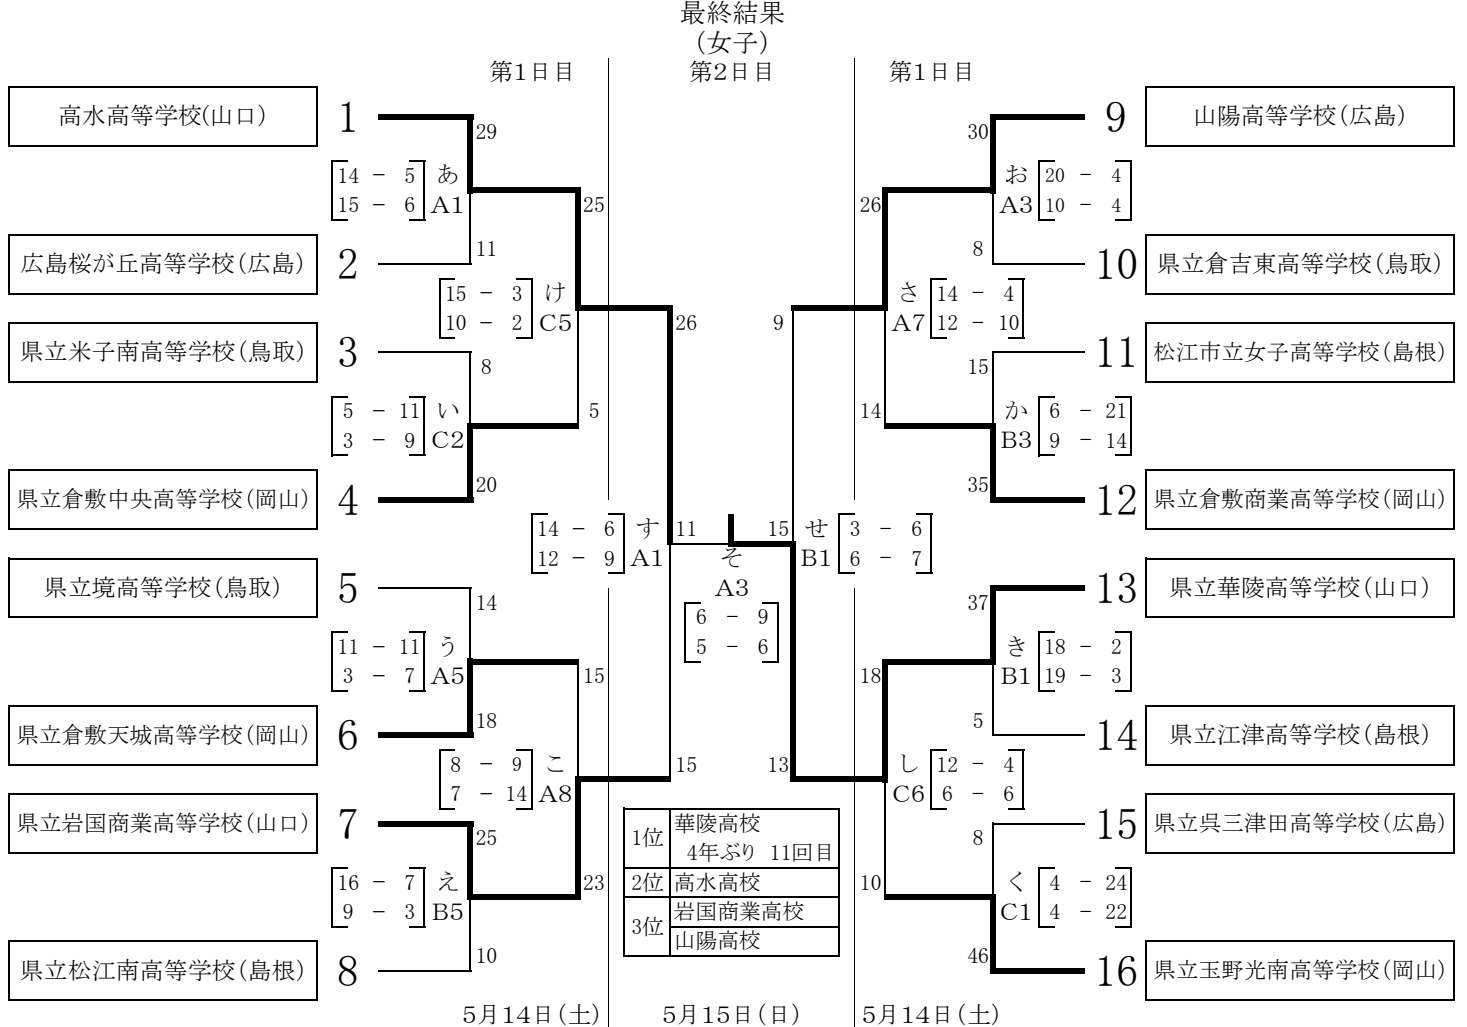 最終結果
(女子)
第1日目 第2日目 第1日目
高水高等学校(山口) 1 29 30 9 山陽高等学校(広島)
14 － 5 あ お 20 － 4
15 － 6 A1 25 26 A3 10 － 4
広島桜が丘高等学校(広島) 2 11 8 10 県立倉吉東高等学校(鳥取)
15 － 3 け さ 14 － 4
10 － 2 C5 26 9 A7 12 － 10
県立米子南高等学校(鳥取) 3 8 15 11 松江市立女子高等学校(島根)
5 － 11 い 5 14 か 6 － 21
3 － 9 C2 B3 9 － 14
県立倉敷中央高等学校(岡山) 4 20 35 12 県立倉敷商業高等学校(岡山)
14 － 6 す 11 15 せ 3 － 6
12 － 9 A1 そ B1 6 － 7
県立境高等学校(鳥取) 5 14 A3 37 13 県立華陵高等学校(山口)
6 － 9
5 － 6
11 － 11 う き 18 － 2
3 － 7 A5 15 18 B1 19 － 3
県立倉敷天城高等学校(岡山) 6 18 5 14 県立江津高等学校(島根)
8 － 9 こ 15 13 し 12 － 4
7 － 14 A8 C6 6 － 6
県立岩国商業高等学校(山口) 7 25 8 15 県立呉三津田高等学校(広島)
1位 華陵高校
4年ぶり 11回目
16 － 7 え 23 2位 高水高校 10 く 4 － 24
9 － 3 B5 3位 岩国商業高校 C1 4 － 22
山陽高校
県立松江南高等学校(島根) 8 10 46 16 県立玉野光南高等学校(岡山)
5月14日(土) 5月15日(日) 5月14日(土)